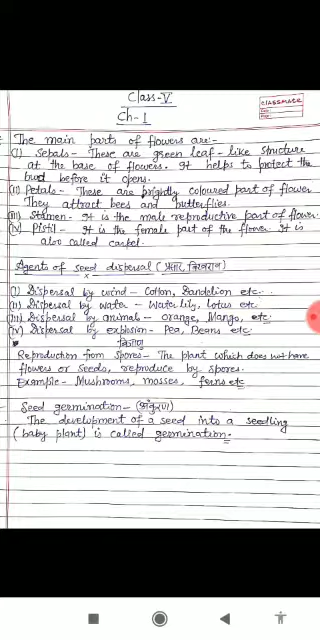 Class-V
Ch-1
classmate
Date
Page
The main parts of flowers are:-
(I) Sepals - These are green leaf-like structure
at the base of flowers. It helps to protect the
bud before it opens.
(II) Petals - These are brightly coloured part of flower
They attract bees and butterflies.
(III) Stamen - It is the male reproductive part of flower
(IV) Pistil - It is the female part of the flower. It is
also called carpel.
Agents of seed dispersal (प्रसार, बिखराव)
(I) Dispersal by wind - Cotton, Dandelion etc.
(II) Dispersal by water - Water lily, Lotus etc.
(III) Dispersal by animals - Orange, Mango, etc
(IV) Dispersal by explosion - Pea, Beans etc
बिजाणु
Reproduction from spores - The plant which does not have
flowers or seeds, reproduce by spores.
Example - Mushrooms, mosses, ferns etc
Seed germination - (अंकुरण)
The development of a seed into a seedling
(baby plant) is called germination.